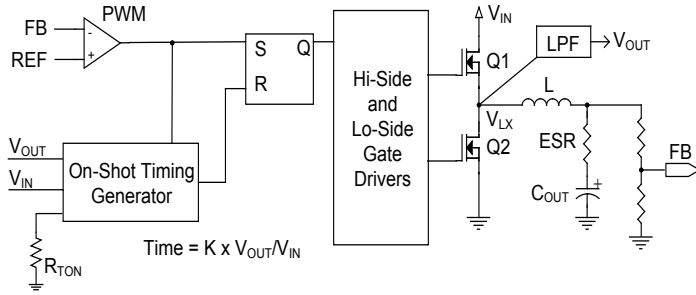 FB
PWM
REF
-
+
S
Q
R
Hi-Side
and
Lo-Side
Gate
Drivers
VIN
Q1
LPF
VOUT
L
VLX
Q2
ESR
COUT
+
FB
VOUT
VIN
On-Shot Timing
Generator
RTON
Time = K x VOUT/VIN